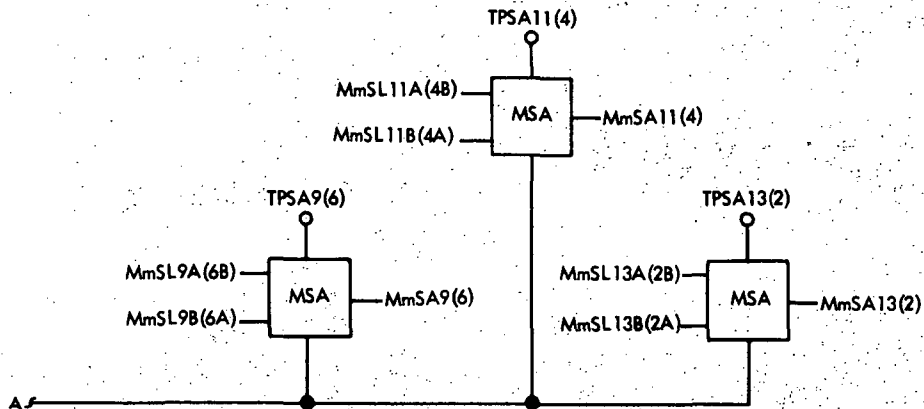 TPSA11(4)
MmSL11A(4B)
MSA
MmSA11(4)
MmSL11B(4A)
TPSA9(6)
TPSA13(2)
MmSL9A(6B)
MSA
MmSA9(6)
MmSL9B(6A)
MmSL13A(2B)
MSA
MmSA13(2)
MmSL13B(2A)
A